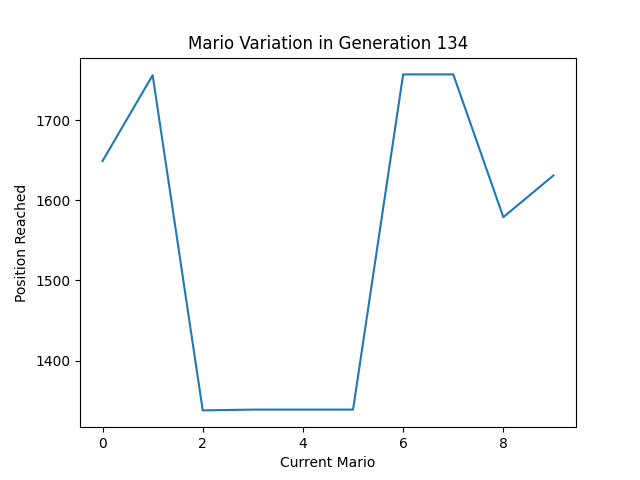 Mario Variation in Generation 134
1700
1600
1500
1400
Position Reached
0 2 4 6 8
Current Mario